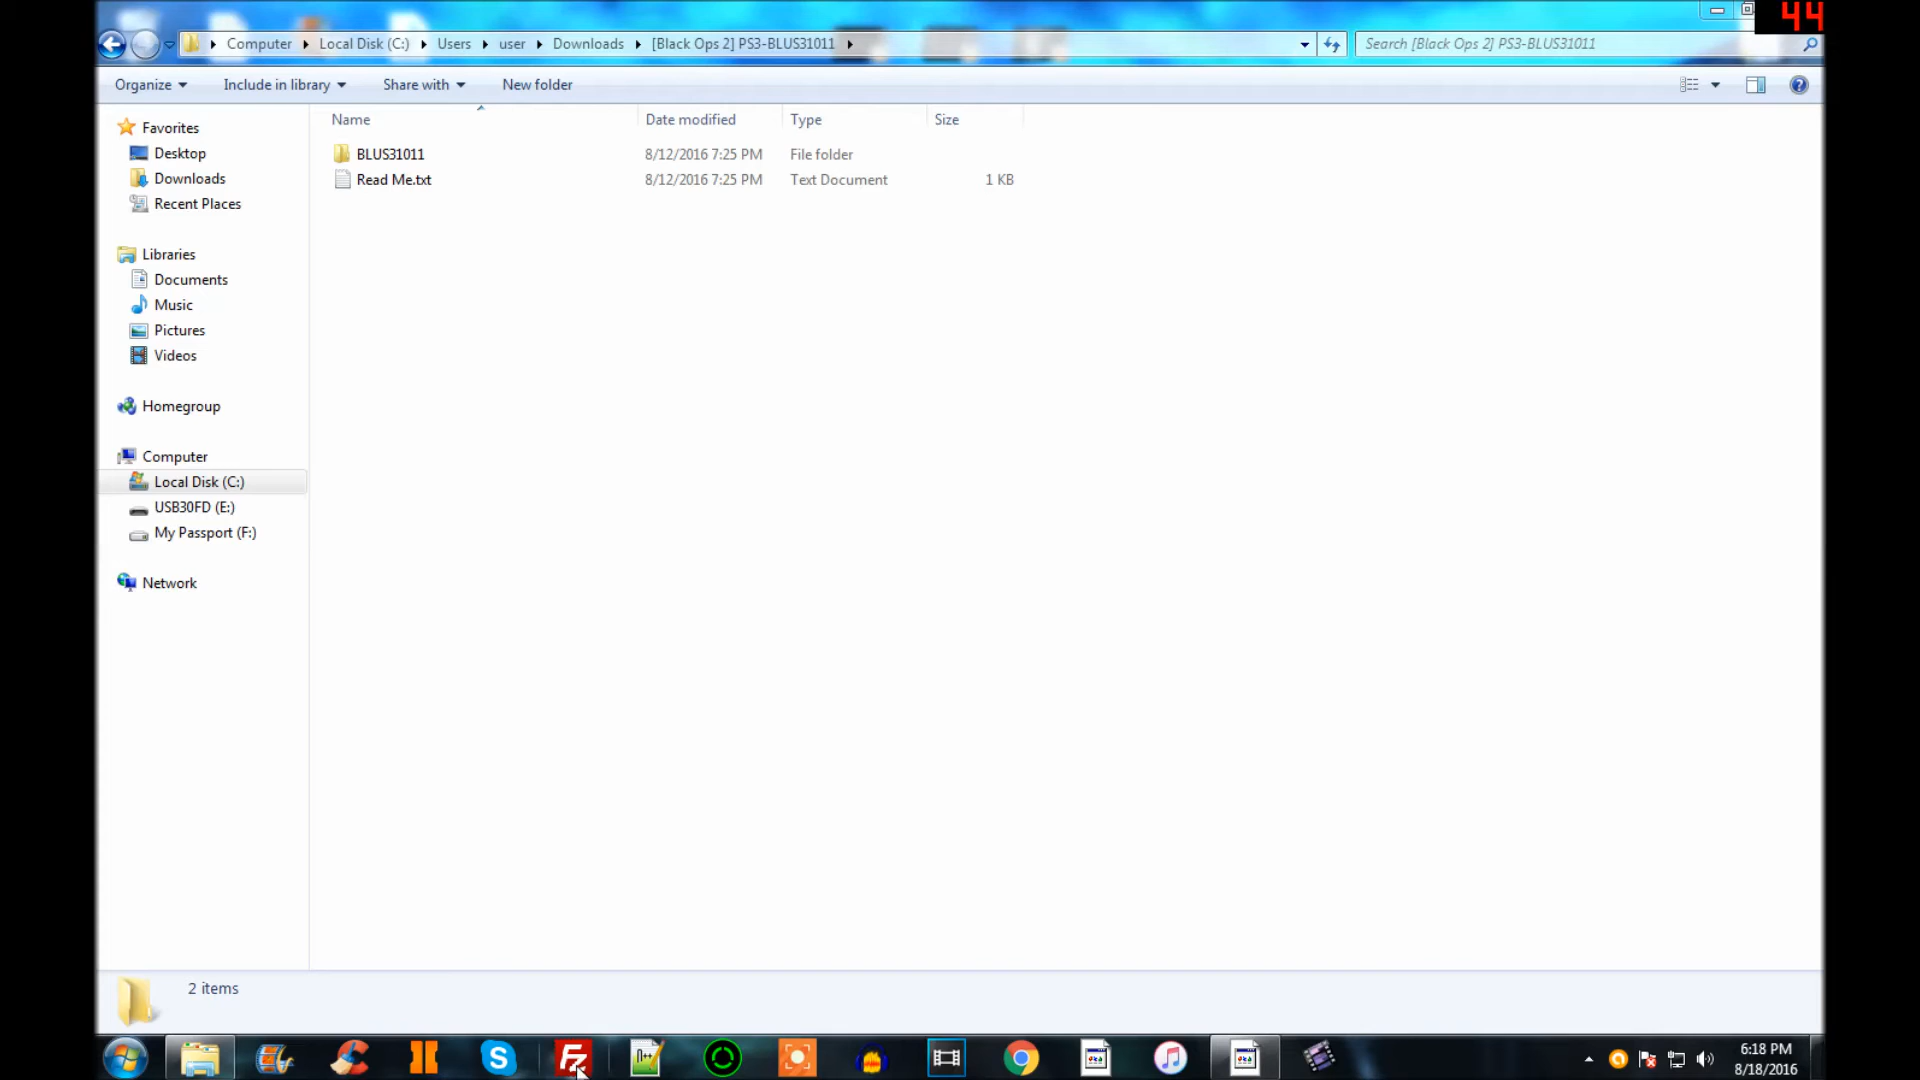 44
Computer Local Disk (C:) Users user Downloads [Black Ops 2] PS3-BLUS31011
Search [Black Ops 2] PS3-BLUS31011
Organize Include in library Share with New folder
Name Date modified Type Size
BLUS31011 8/12/2016 7:25 PM File folder
Read Me.txt 8/12/2016 7:25 PM Text Document 1 KB
Favorites
Desktop
Downloads
Recent Places
Libraries
Documents
Music
Pictures
Videos
Homegroup
Computer
Local Disk (C:)
USB30FD (E:)
My Passport (F:)
Network
2 items
6:18 PM
8/18/2016